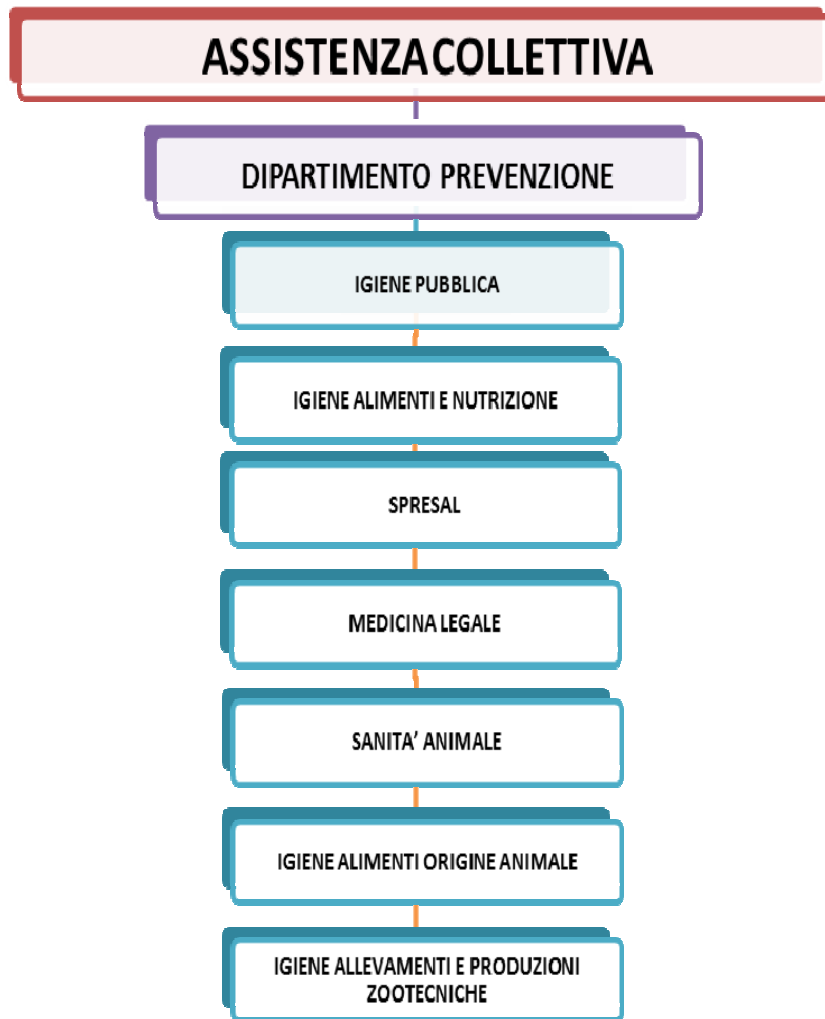 ASSISTENZA COLLETTIVA
DIPARTIMENTO PREVENZIONE
IGIENE PUBBLICA
IGIENE ALIMENTI E NUTRIZIONE
SPRESAL
MEDICINA LEGALE
SANITA’ ANIMALE
IGIENE ALIMENTI ORIGINE ANIMALE
IGIENE ALLEVAMENTI E PRODUZIONI
ZOOTECNICHE